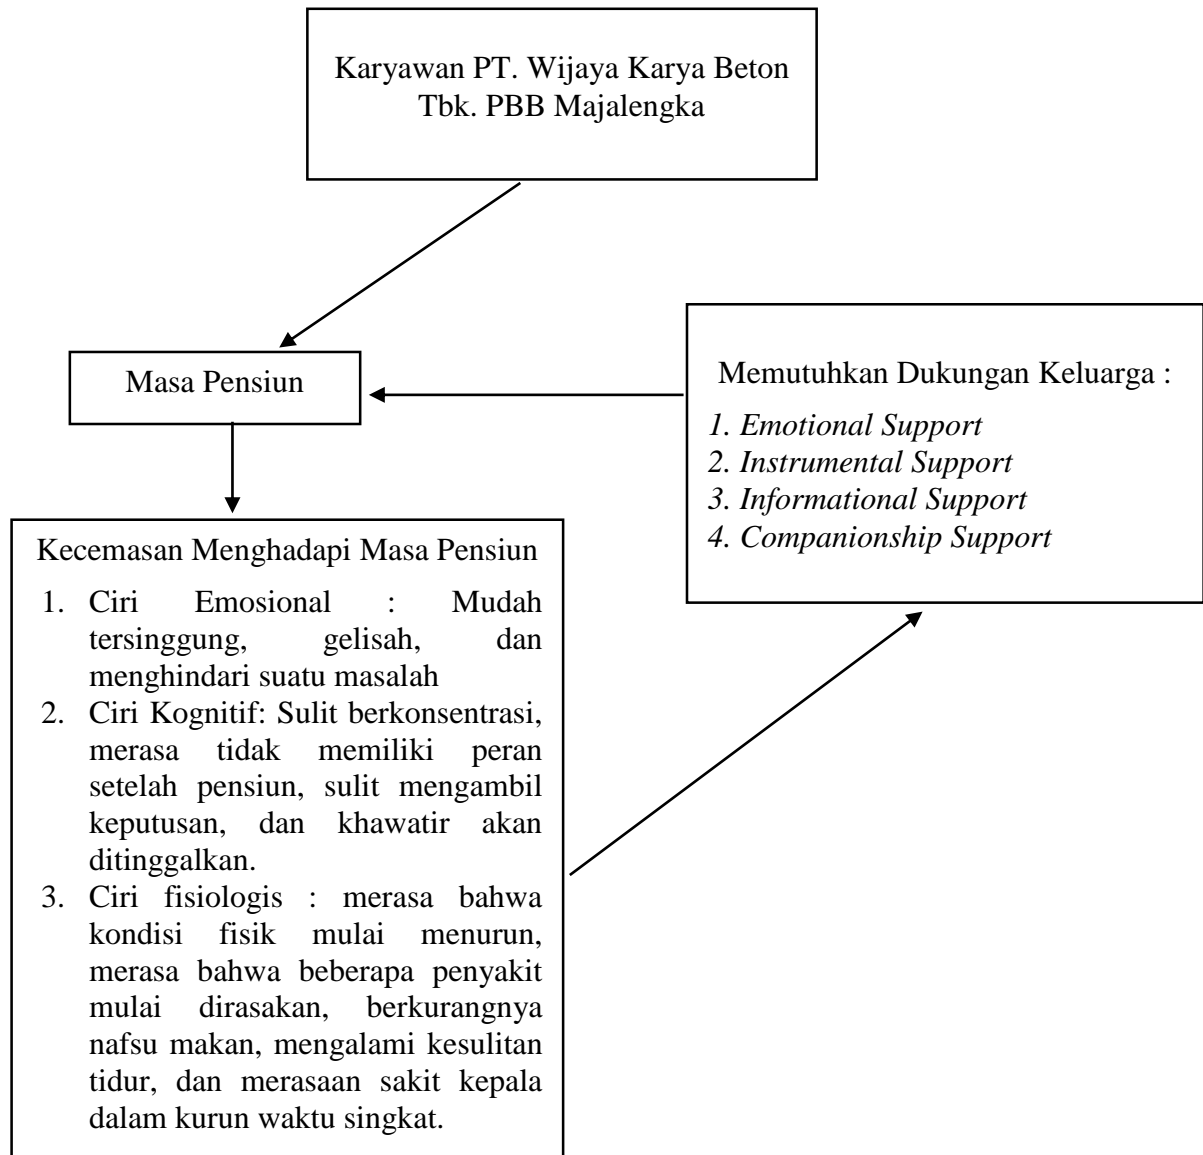 Karyawan PT. Wijaya Karya Beton
Tbk. PBB Majalengka
Masa Pensiun
Memutuhkan Dukungan Keluarga :
1. Emotional Support
2. Instrumental Support
3. Informational Support
4. Companionship Support
Kecemasan Menghadapi Masa Pensiun
1. Ciri Emosional : Mudah
tersinggung, gelisah, dan
menghindari suatu masalah
2. Ciri Kognitif: Sulit berkonsentrasi,
merasa tidak memiliki peran
setelah pensiun, sulit mengambil
keputusan, dan khawatir akan
ditinggalkan.
3. Ciri fisiologis : merasa bahwa
kondisi fisik mulai menurun,
merasa bahwa beberapa penyakit
mulai dirasakan, berkurangnya
nafsu makan, mengalami kesulitan
tidur, dan merasaan sakit kepala
dalam kurun waktu singkat.